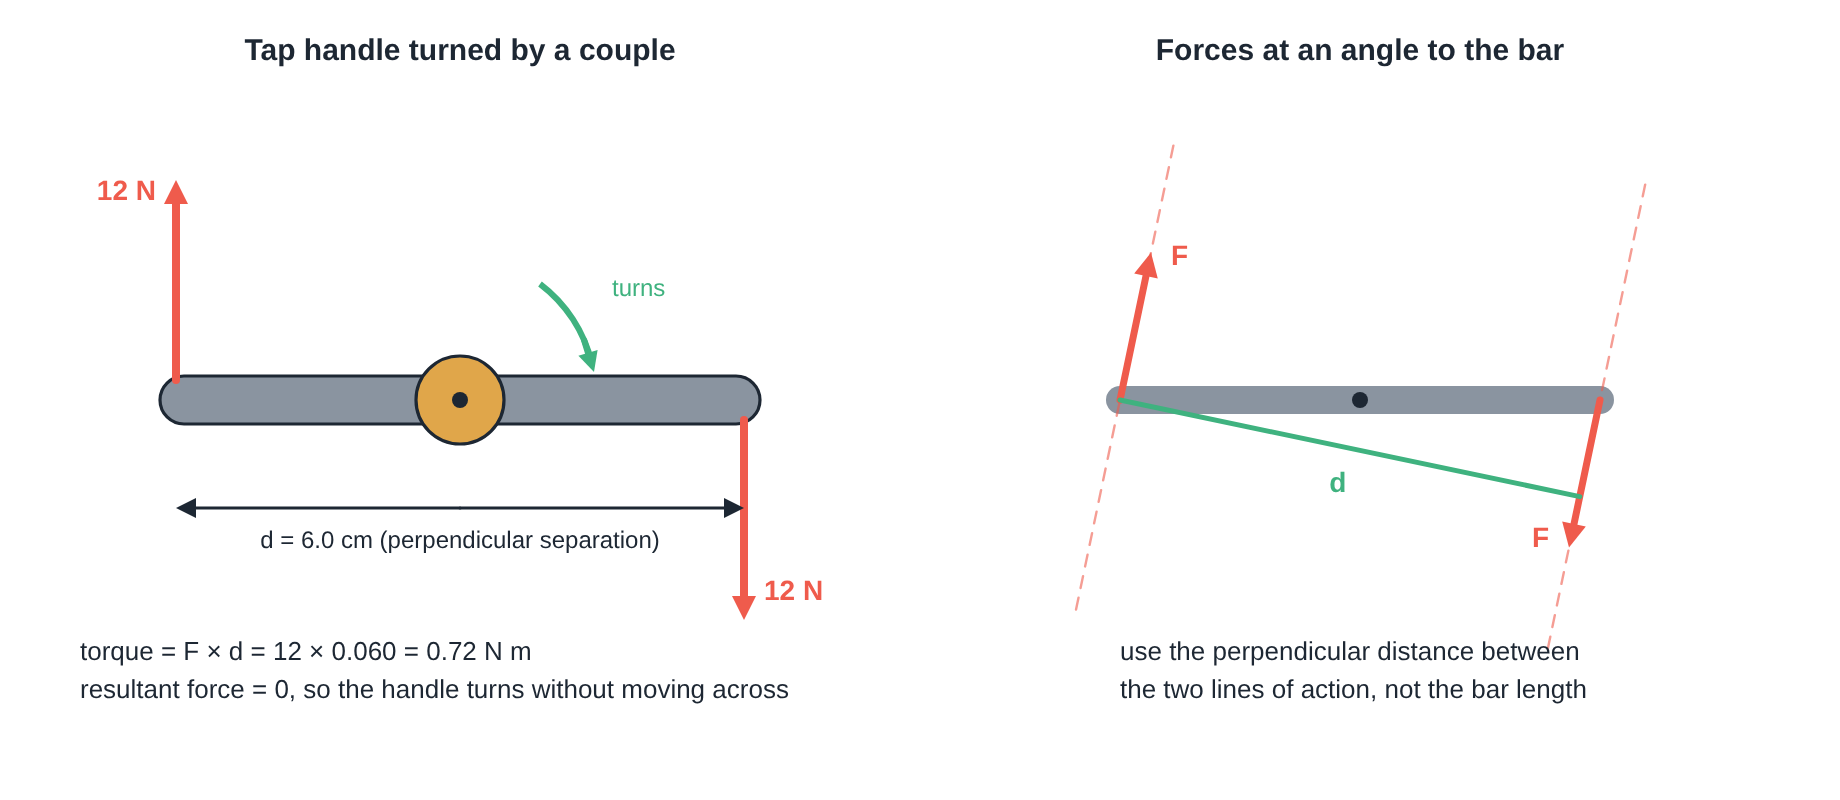 Tap handle turned by a couple
12 N
turns
d = 6.0 cm (perpendicular separation)
12 N
torque = F × d = 12 × 0.060 = 0.72 N m
resultant force = 0, so the handle turns without moving across
Forces at an angle to the bar
F
d
F
use the perpendicular distance between
the two lines of action, not the bar length